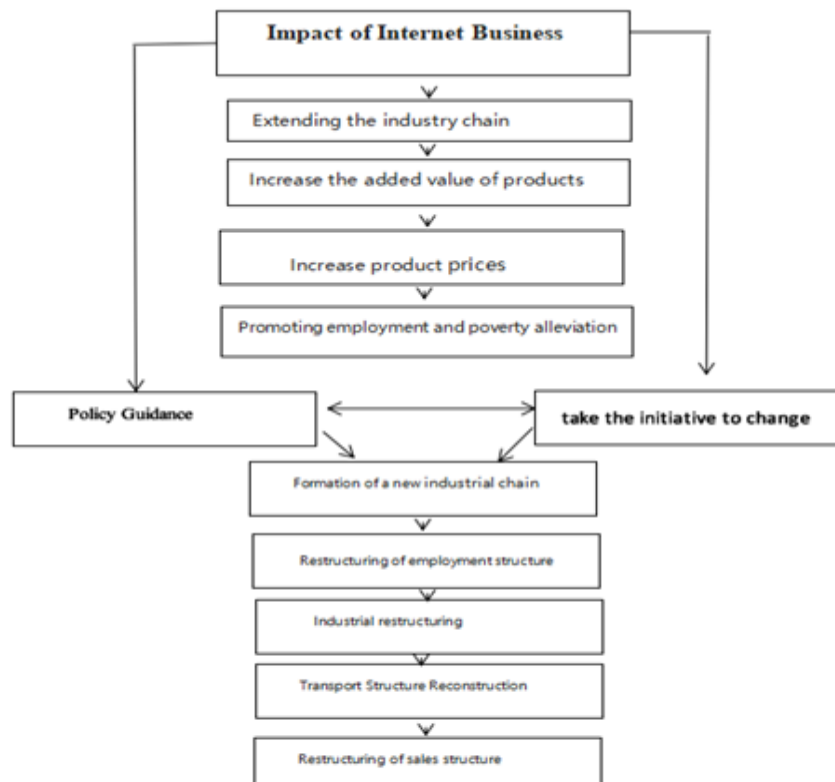 Impact of Internet Business
Extending the industry chain
Increase the added value of products
Increase product prices
Promoting employment and poverty alleviation
Policy Guidance
take the initiative to change
Formation of a new industrial chain
Restructuring of employment structure
Industrial restructuring
Transport Structure Reconstruction
Restructuring of sales structure